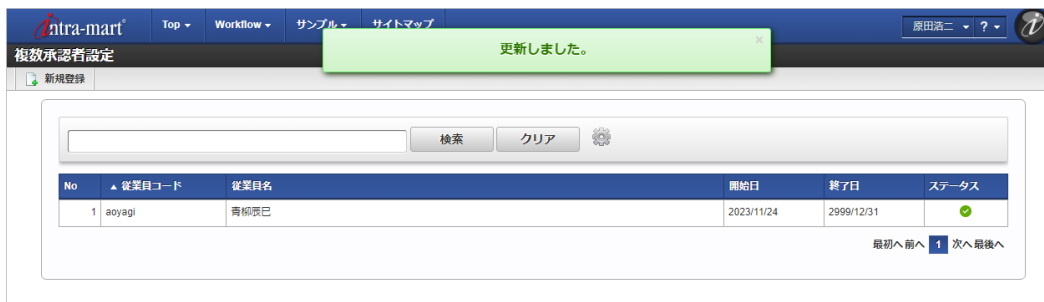 intra-mart® Top Workflow サンプル サイトマップ 原田浩二 ?
更新しました。 ×
複数承認者設定
新規登録
検索 クリア
No ▲ 従業員コード 従業員名 開始日 終了日 ステータス
1 aoyagi 青柳辰巳 2023/11/24 2999/12/31
最初へ 前へ 1 次へ 最後へ